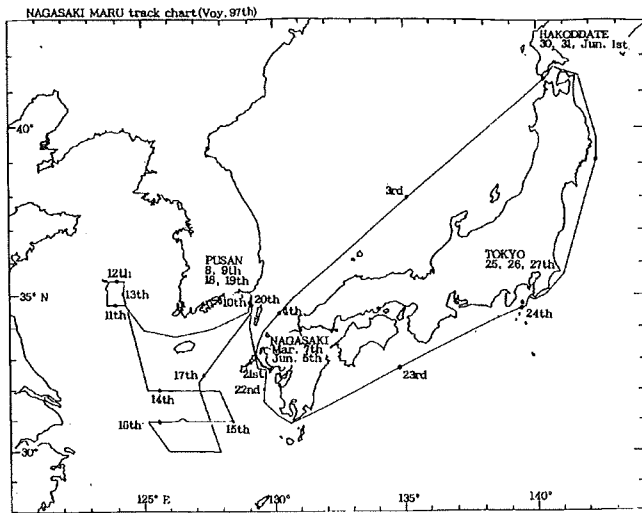 NAGASAKI MARU track chart(Voy. 97th)
HAKODDATE
30, 31, Jun. 1st
40°
3rd
PUSAN
8, 9th
18, 19th
TOKYO
25, 26, 27th
12th
13th
10th
20th
35° N
11th
4th
24th
NAGASAKI
Mar. 7th
Jun. 5th
21st
17th
23rd
22nd
14th
16th
15th
30°
125° E
130°
135°
140°